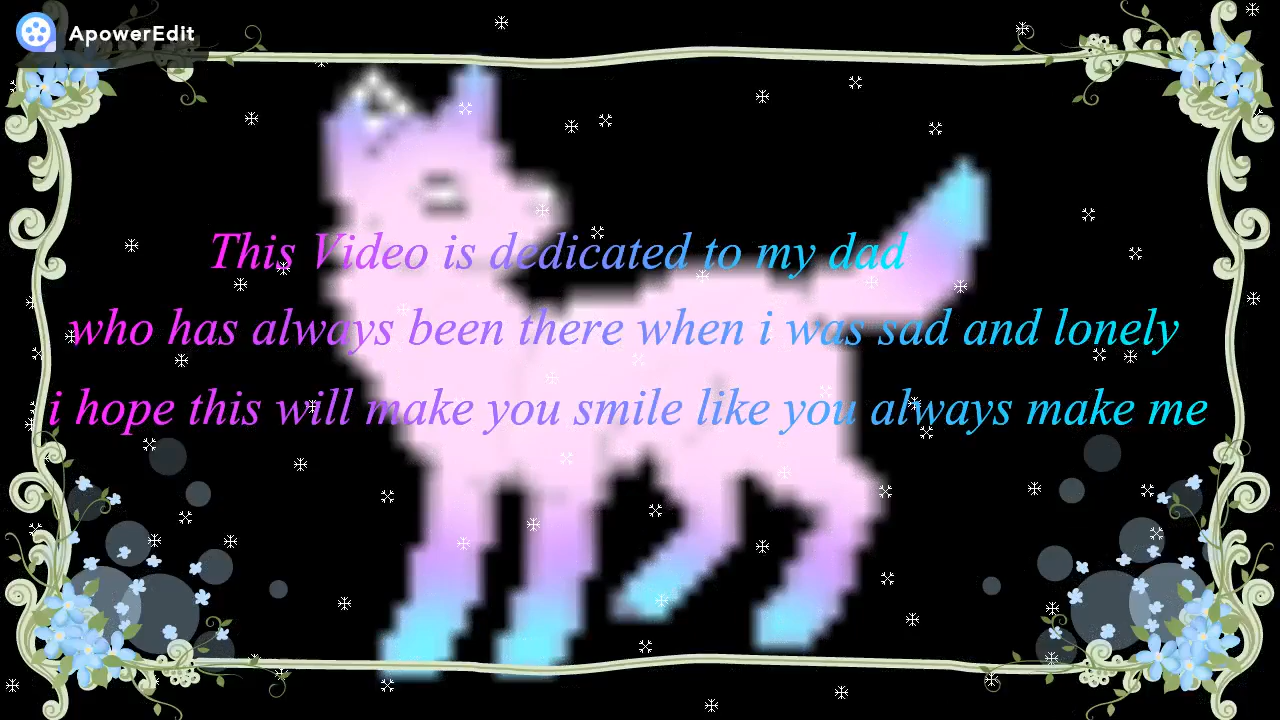 ApowerEdit
This Video is dedicated to my dad
who has always been there when i was sad and lonely
i hope this will make you smile like you always make me